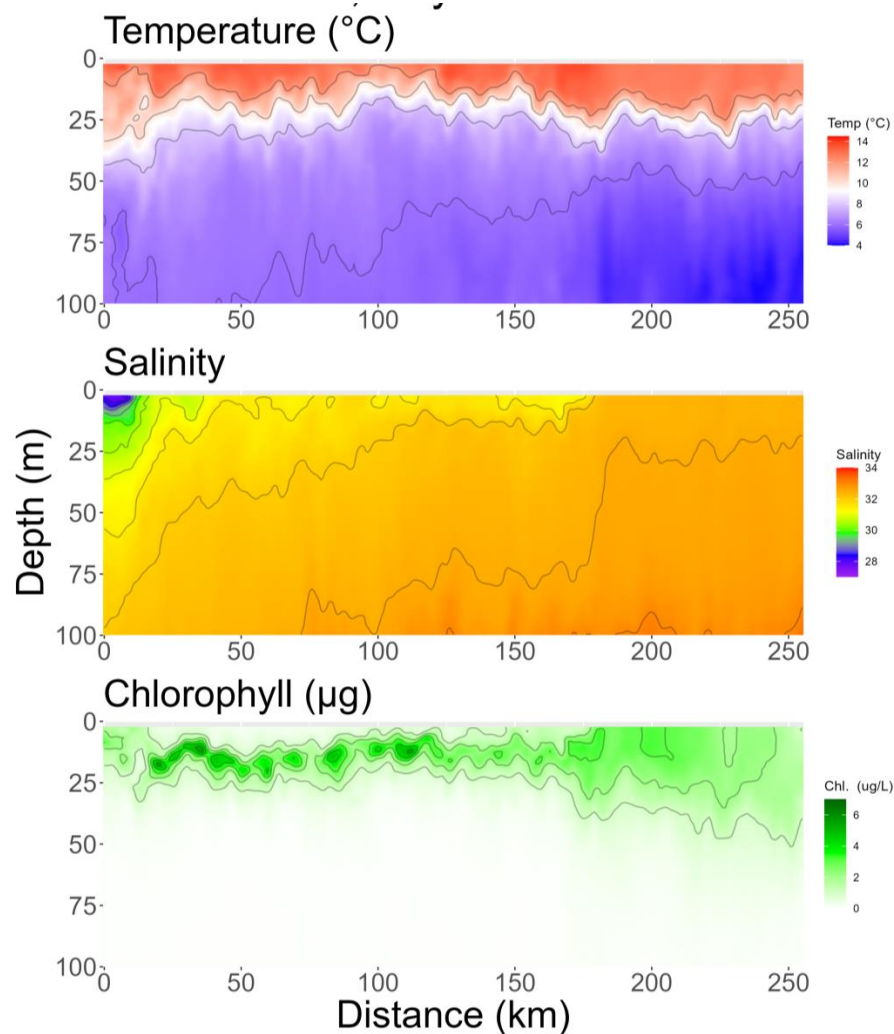 Temperature (°C)
0
25
50
75
100
0 50 100 150 200 250
Temp (°C)
14
12
10
8
6
4
Salinity
0
25
50
75
100
0 50 100 150 200 250
Salinity
34
32
30
28
Depth (m)
Chlorophyll (μg)
0
25
50
75
100
0 50 100 150 200 250
Chl. (ug/L)
6
4
2
0
Distance (km)